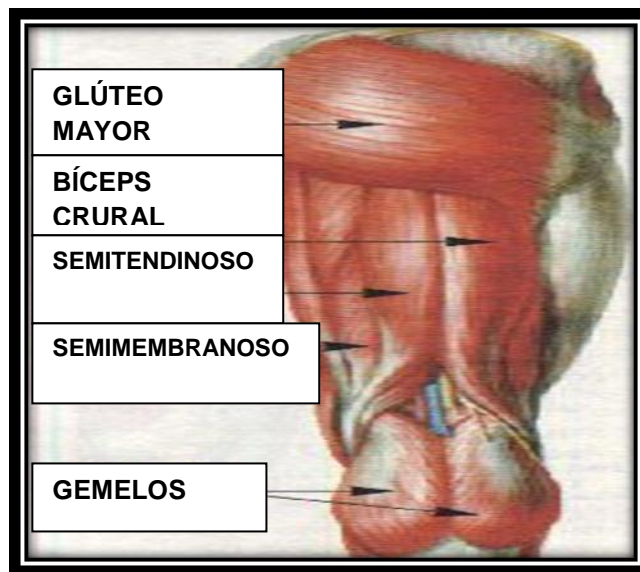 GLÚTEO
MAYOR
BÍCEPS
CRURAL
SEMITENDINOSO
SEMIMEMBRANOSO
GEMELOS